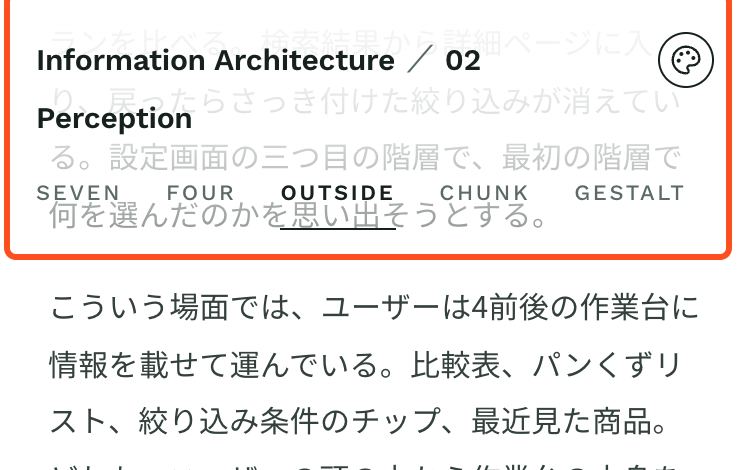 ランを比べる。検索結果から詳細ページに入
Information Architecture ／ 02
り、戻ったらさっき付けた絞り込みが消えてい
Perception
る。設定画面の三つ目の階層で、最初の階層で
SEVEN FOUR OUTSIDE CHUNK GESTALT
何を選んだのかを思い出そうとする。
こういう場面では、ユーザーは4前後の作業台に
情報を載せて運んでいる。比較表、パンくずリ
スト、絞り込み条件のチップ、最近見た商品。